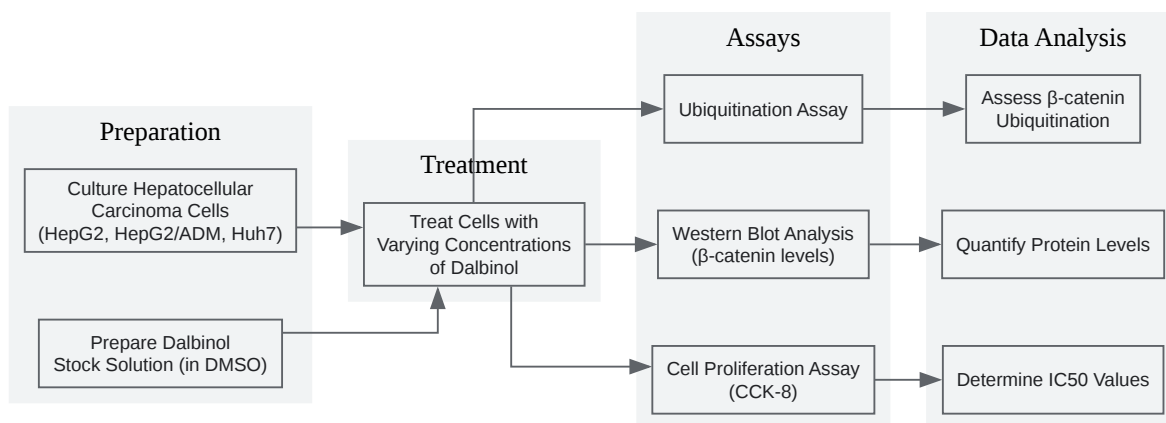 Preparation
Culture Hepatocellular
Carcinoma Cells
(HepG2, HepG2/ADM, Huh7)
Prepare Dalbinol
Stock Solution (in DMSO)
Treatment
Treat Cells with
Varying Concentrations
of Dalbinol
Assays
Ubiquitination Assay
Western Blot Analysis
(β-catenin levels)
Cell Proliferation Assay
(CCK-8)
Data Analysis
Assess β-catenin
Ubiquitination
Quantify Protein Levels
Determine IC50 Values